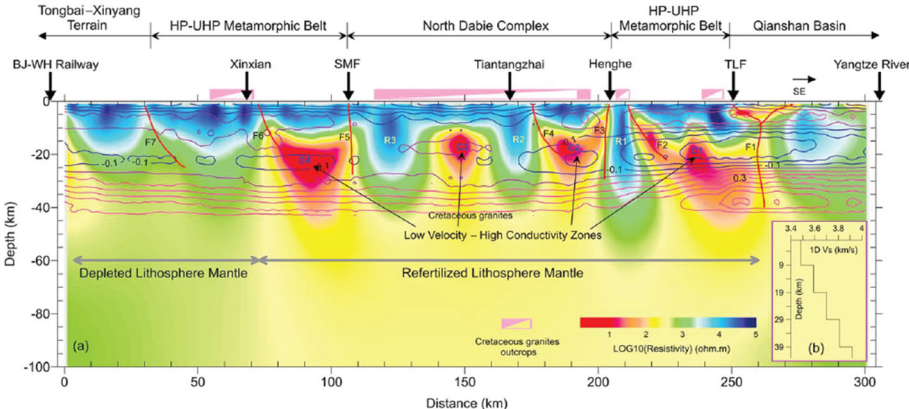 Tongbai–Xinyang
Terrain
HP-UHP Metamorphic Belt
North Dabie Complex
HP-UHP
Metamorphic Belt
Qianshan Basin
BJ-WH Railway
Xinxian
SMF
Tiantangzhai
Henghe
TLF
Yangtze River
SE
F7
F6
F5
R3
R2
F4
F3
R1
F2
F1
-0.1
-0.1
-0.1
-0.1
0.3
Cretaceous granites
Low Velocity – High Conductivity Zones
Depleted Lithosphere Mantle
Refertilized Lithosphere Mantle
0
-20
-40
-60
-80
-100
Depth (km)
(a)
Cretaceous granites
outcrops
1 2 3 4 5
LOG10(Resistivity) (ohm.m)
3.4 3.6 3.8 4
1D Vs (km/s)
9
19
29
39
Depth (km)
(b)
0 50 100 150 200 250 300
Distance (km)